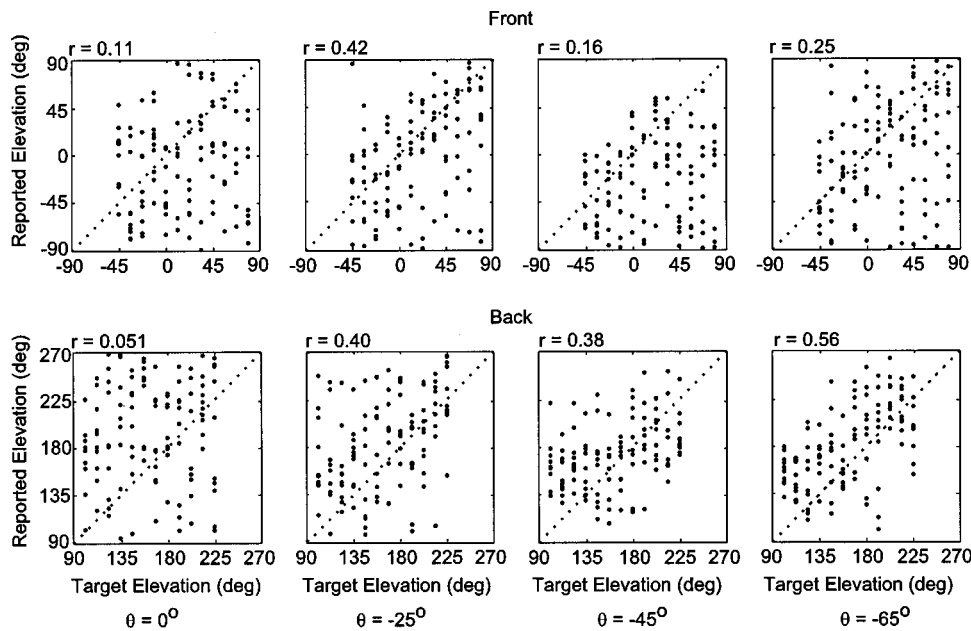 Front
r = 0.11 r = 0.42 r = 0.16 r = 0.25
Reported Elevation (deg)
90
45
0
-45
-90
-90 -45 0 45 90 -90 -45 0 45 90 -90 -45 0 45 90 -90 -45 0 45 90
Back
r = 0.051 r = 0.40 r = 0.38 r = 0.56
Reported Elevation (deg)
270
225
180
135
90
90 135 180 225 270 90 135 180 225 270 90 135 180 225 270 90 135 180 225 270
Target Elevation (deg) Target Elevation (deg) Target Elevation (deg) Target Elevation (deg)
θ = 0° θ = -25° θ = -45° θ = -65°